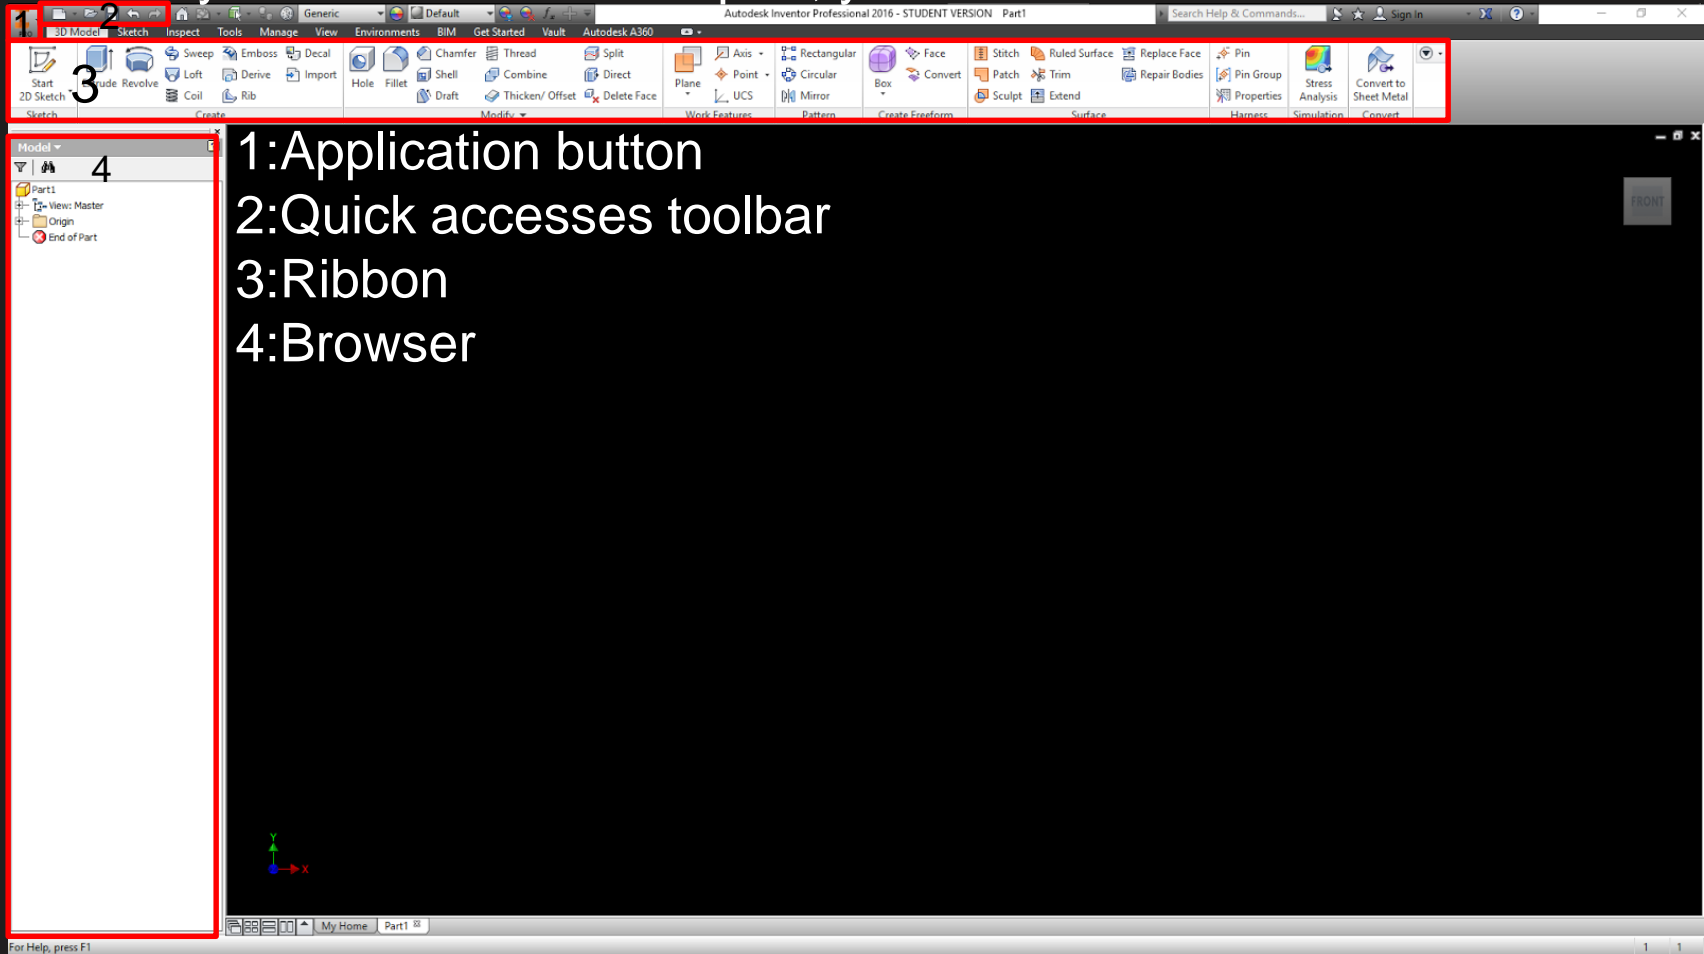 1
2
Generic
Default
Autodesk Inventor Professional 2016 - STUDENT VERSION Part1
Search Help & Commands...
Sign In
3D Model Sketch Inspect Tools Manage View Environments BIM Get Started Vault Autodesk A360
3
Start
2D Sketch
Sketch
Revolve
Sweep
Loft
Coil
Emboss
Derive
Rib
Decal
Import
Create
Hole
Fillet
Chamfer
Shell
Draft
Thread
Combine
Thicken/ Offset
Split
Direct
Delete Face
Modify
Plane
Axis
Point
UCS
Work Features
Rectangular
Circular
Mirror
Pattern
Box
Face
Convert
Create Freeform
Stitch
Patch
Sculpt
Ruled Surface
Trim
Extend
Replace Face
Repair Bodies
Surface
Pin
Pin Group
Properties
Harness
Stress
Analysis
Simulation
Convert to
Sheet Metal
Convert
Model
4
Part1
View: Master
Origin
End of Part
1:Application button
2:Quick accesses toolbar
3:Ribbon
4:Browser
FRONT
Y
X
My Home
Part1
For Help, press F1
1 1